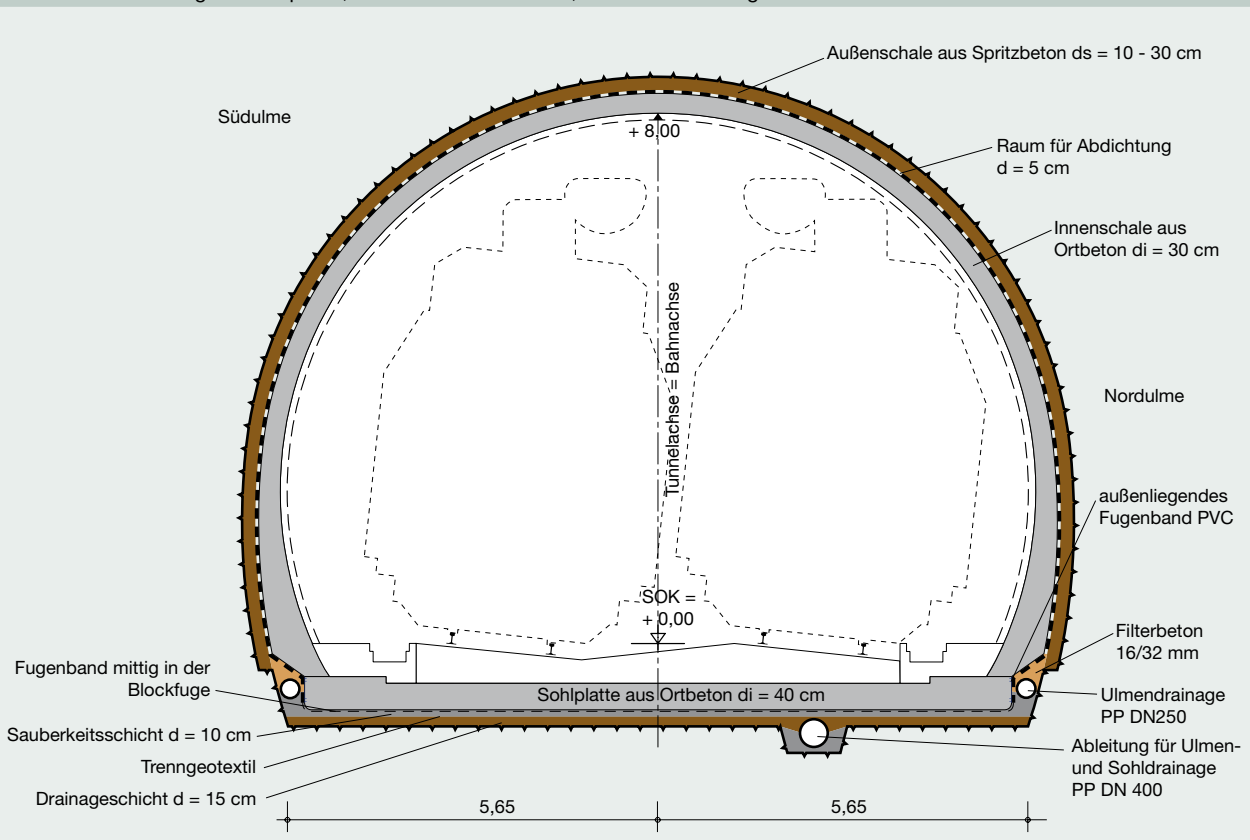 Außenschale aus Spritzbeton ds = 10 - 30 cm
Südulme
+ 8,00
Raum für Abdichtung
d = 5 cm
Innenschale aus
Ortbeton di = 30 cm
Tunnelachse = Bahnachse
Nordulme
außenliegendes
Fugenband PVC
SOK =
+ 0,00
Filterbeton
16/32 mm
Fugenband mittig in der
Blockfuge
Sohlplatte aus Ortbeton di = 40 cm
Ulmendrainage
PP DN250
Sauberkeitsschicht d = 10 cm
Ableitung für Ulmen-
und Sohldrainage
PP DN 400
Trenngeotextil
Drainageschicht d = 15 cm
5,65
5,65